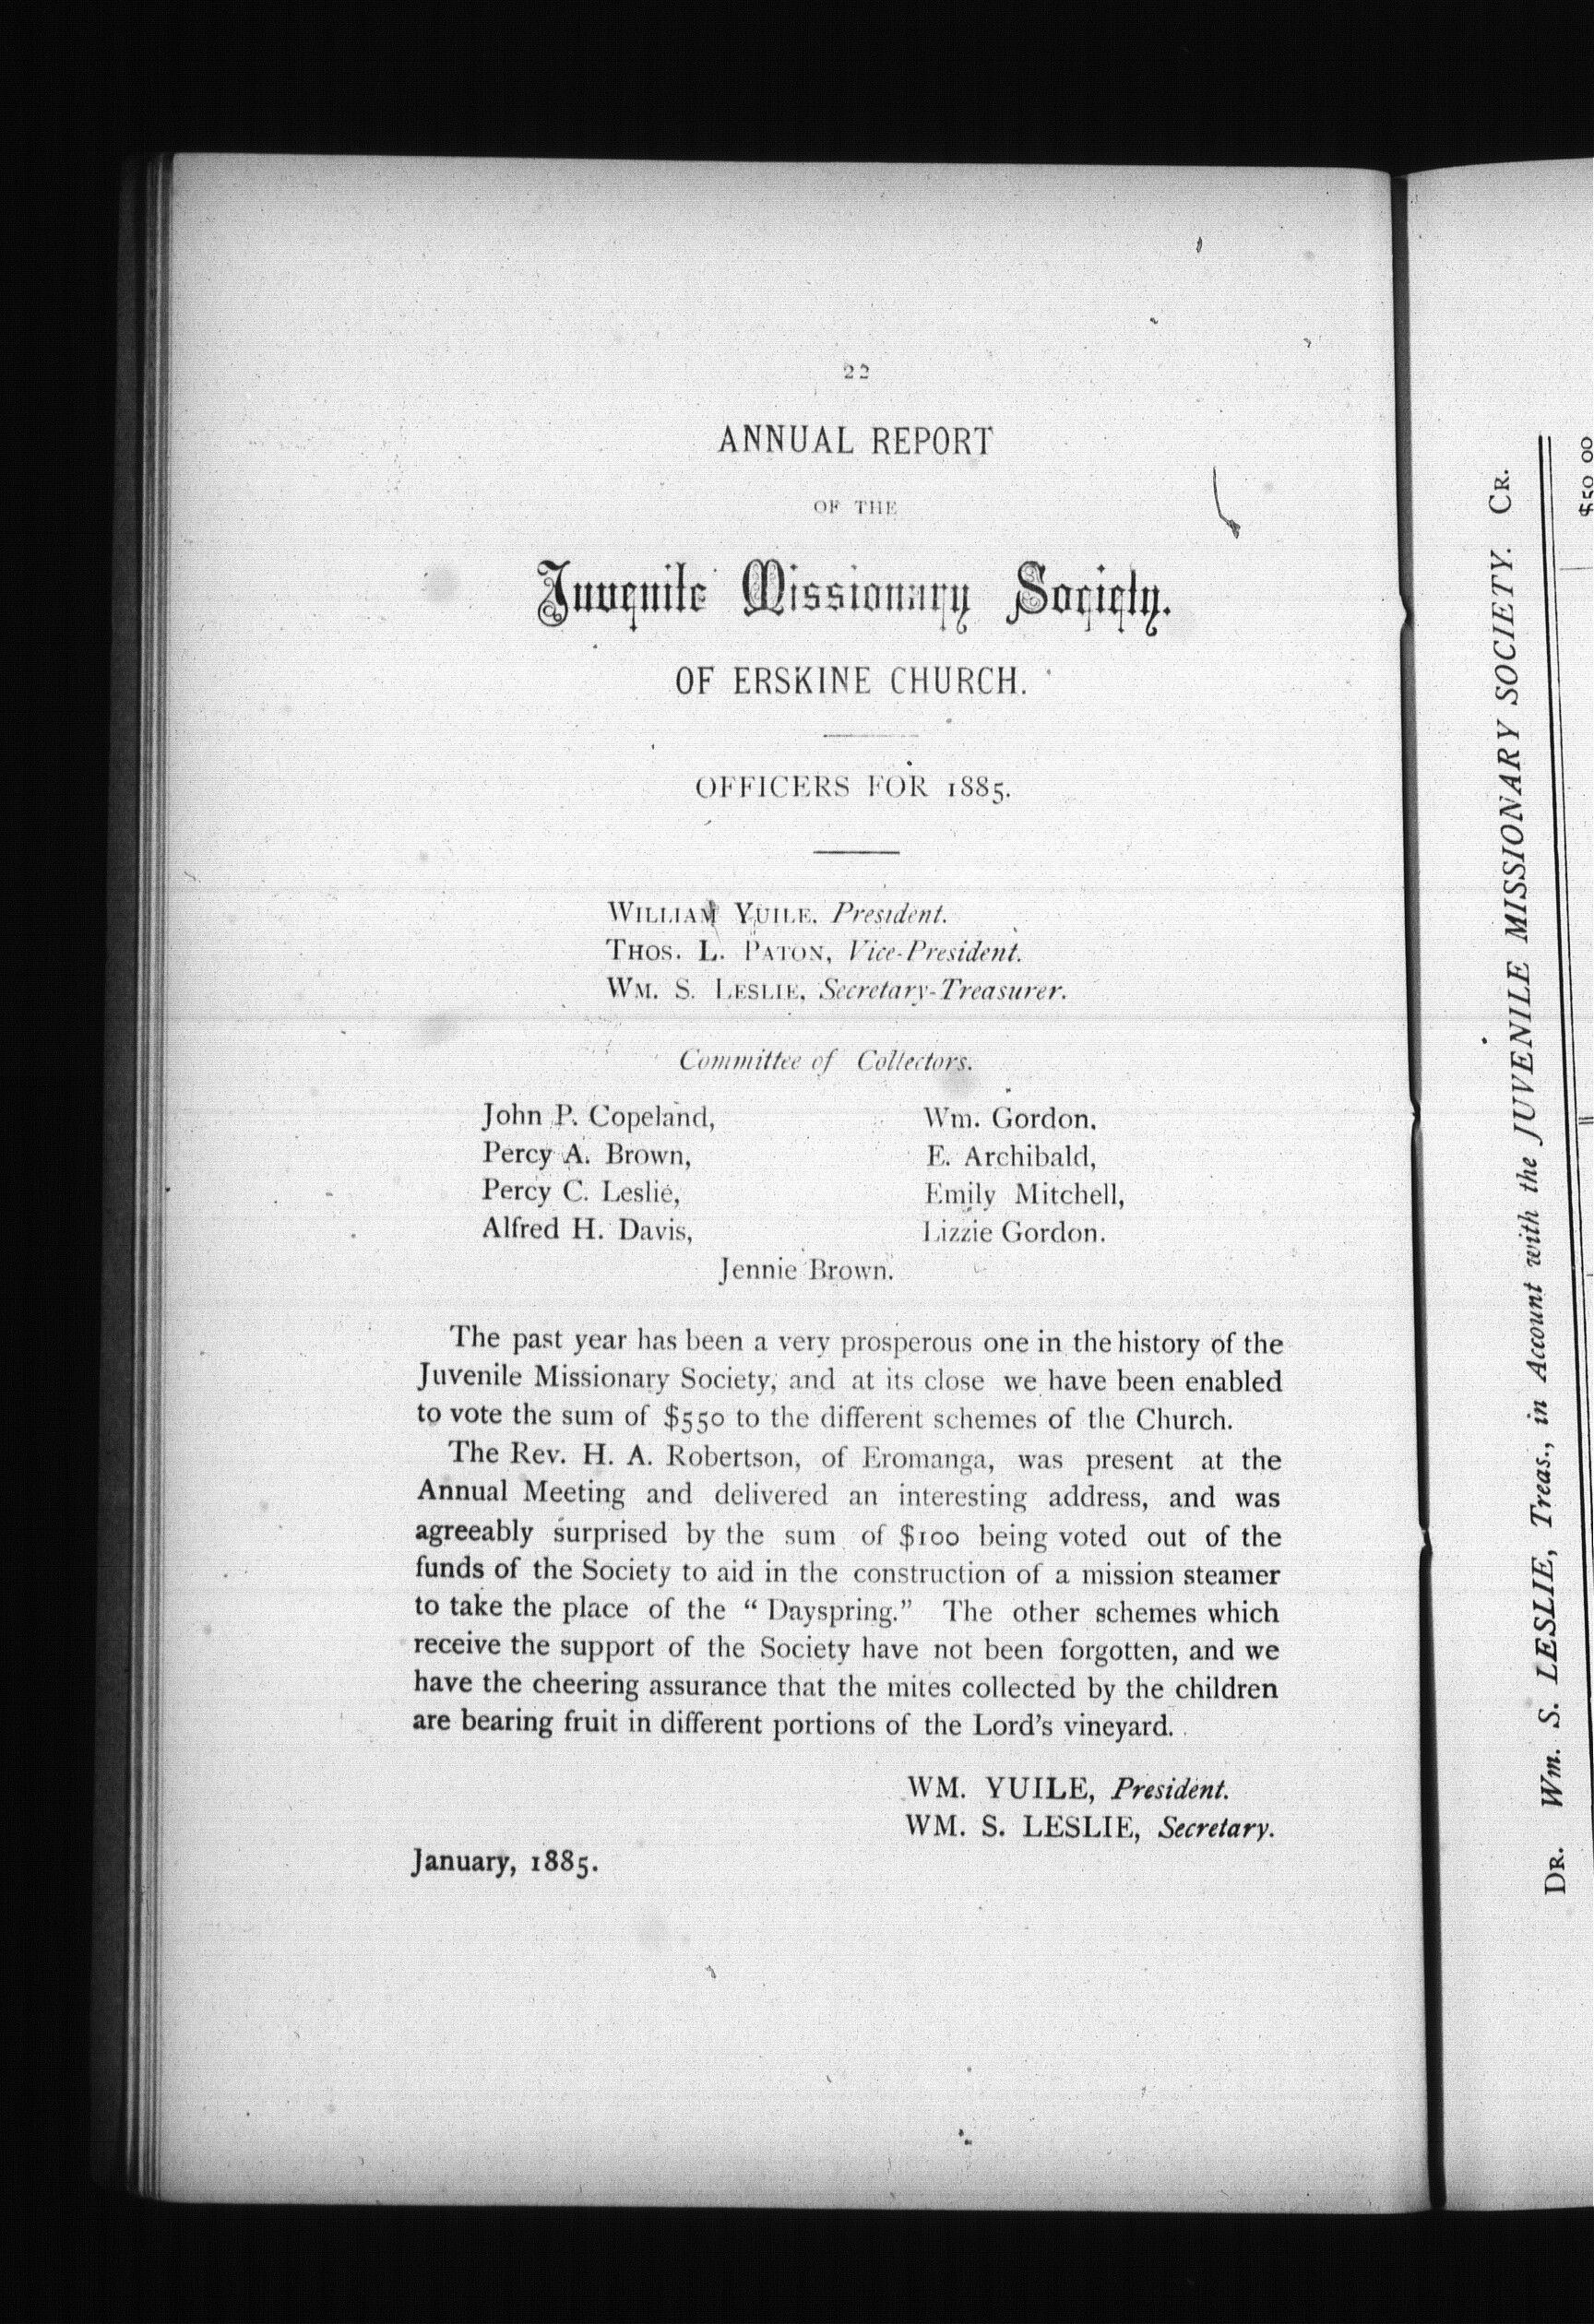 22
ANNUAL REPORT
OF THE
Juvenile Missionary Society.
OF ERSKINE CHURCH.
OFFICERS FOR 1885.
WILLIAM YUILE, President.
THOS. L. PATON, Vice-President.
WM. S. LESLIE, Secretary-Treasurer.
Committee of Collectors.
John P. Copeland,
Percy A. Brown,
Percy C. Leslie,
Alfred H. Davis,
Wm. Gordon.
E. Archibald,
Emily Mitchell,
Lizzie Gordon.
Jennie Brown.
The past year has been a very prosperous one in the history of the
Juvenile Missionary Society, and at its close we have been enabled
to vote the sum of $550 to the different schemes of the Church.
The Rev. H. A. Robertson, of Eromanga, was present at the
Annual Meeting and delivered an interesting address, and was
agreeably surprised by the sum of $100 being voted out of the
funds of the Society to aid in the construction of a mission steamer
to take the place of the “ Dayspring.” The other schemes which
receive the support of the Society have not been forgotten, and we
have the cheering assurance that the mites collected by the children
are bearing fruit in different portions of the Lord’s vineyard.
WM. YUILE, President.
WM. S. LESLIE, Secretary.
January, 1885.
DR. Wm. S. LESLIE, Treas., in Account with the JUVENILE MISSIONARY SOCIETY. CR.
$50 00